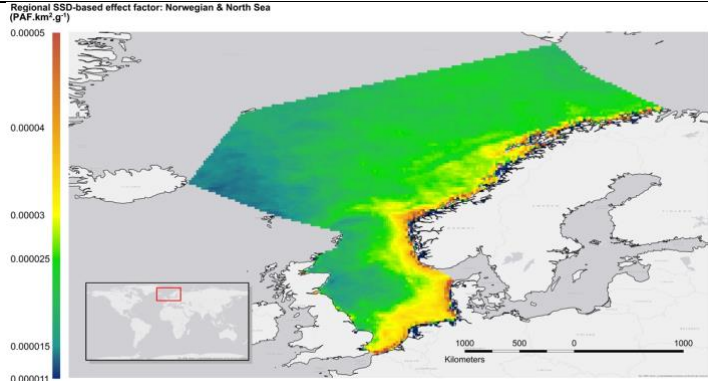 Regional SSD-based effect factor: Norwegian & North Sea
(PAF.km².g⁻¹)
0.00005
0.00004
0.00003
0.000025
0.000015
0.000011
1000 500 0 1000
Kilometers